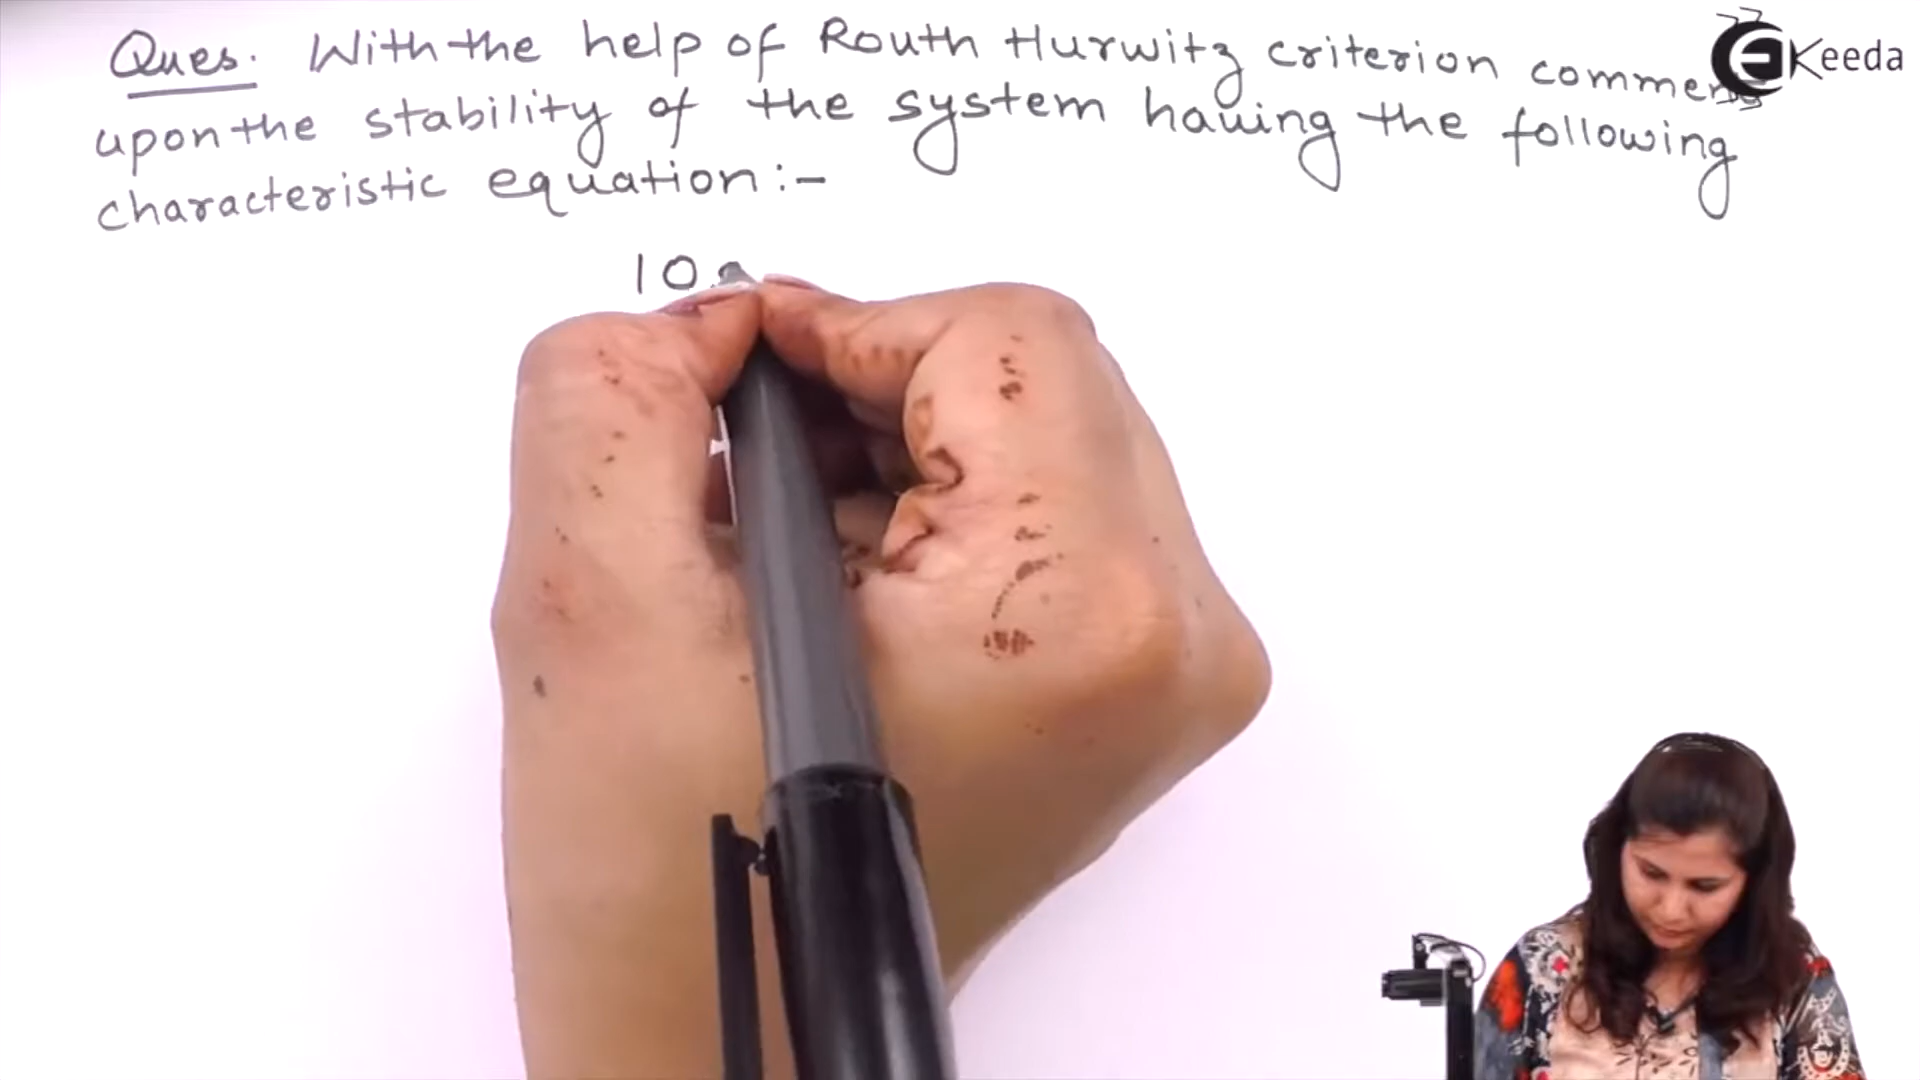 Ques. With the help of Routh Hurwitz criterion
upon the stability of the system having the following
characteristic equation:-
10
Keeda